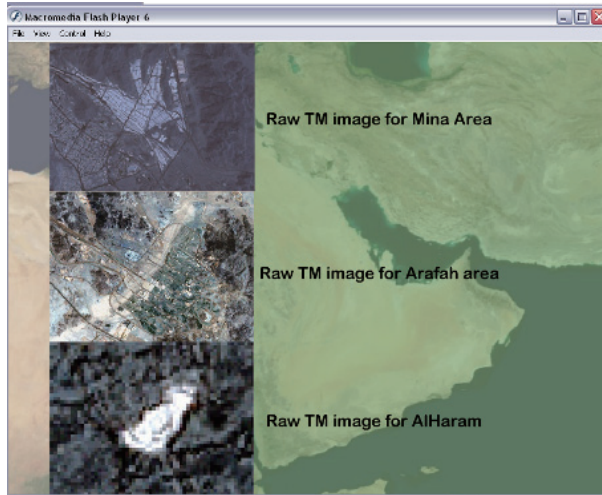 Macromedia Flash Player 6
File View Control Help
Raw TM image for Mina Area
Raw TM image for Arafah area
Raw TM image for AlHaram